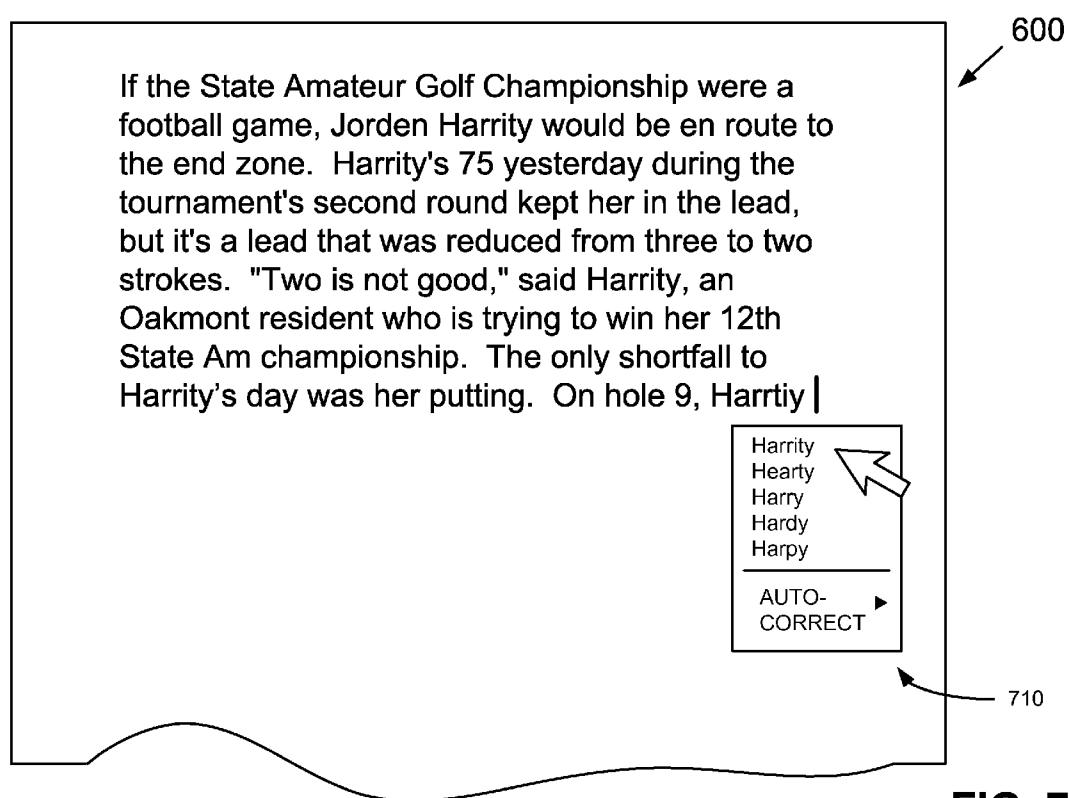 600
If the State Amateur Golf Championship were a
football game, Jorden Harrity would be en route to
the end zone.  Harrity's 75 yesterday during the
tournament's second round kept her in the lead,
but it's a lead that was reduced from three to two
strokes.  "Two is not good," said Harrity, an
Oakmont resident who is trying to win her 12th
State Am championship.  The only shortfall to
Harrity’s day was her putting.  On hole 9, Harrtiy
Harrity
Hearty
Harry
Hardy
Harpy
AUTO-
CORRECT
710